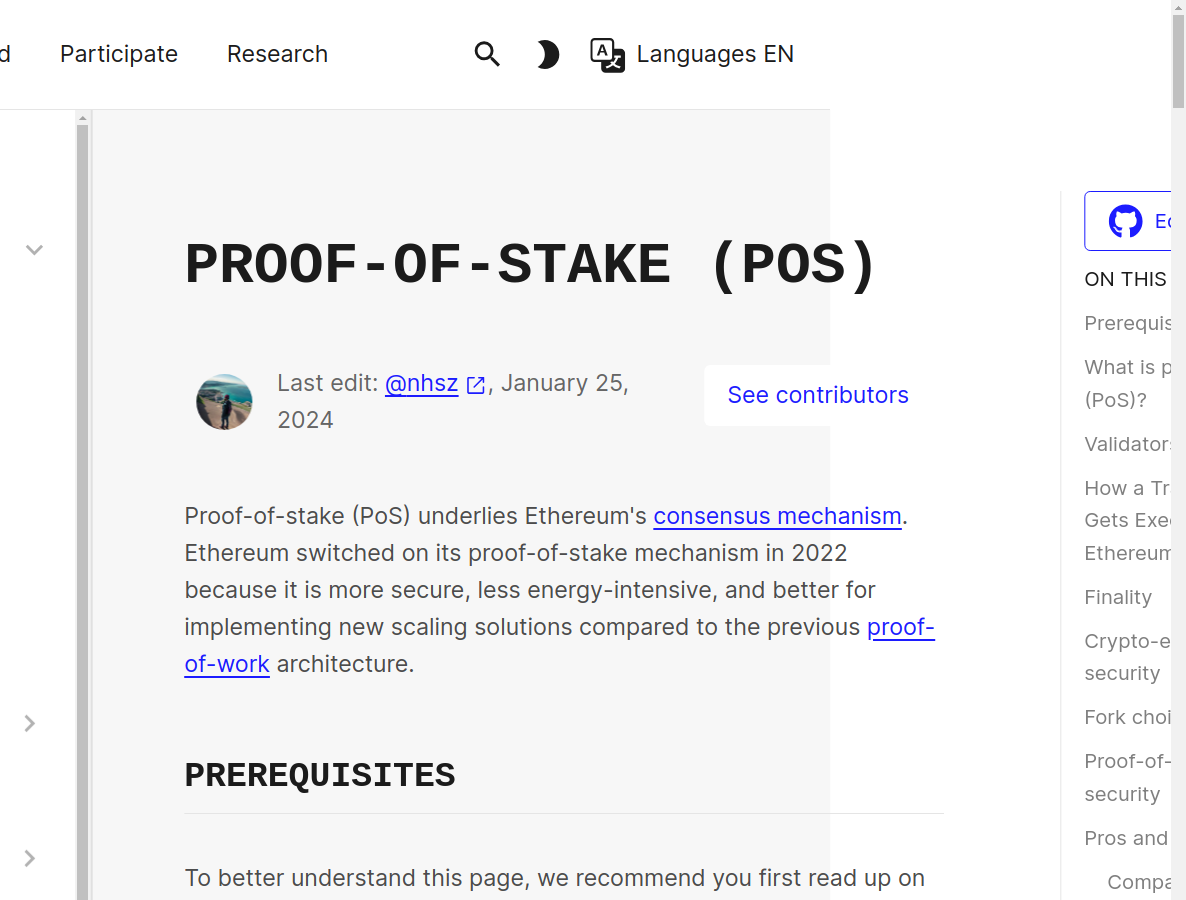 d Participate Research Languages EN
PROOF-OF-STAKE (POS)
Last edit: @nhsz , January 25,
2024
See contributors
Proof-of-stake (PoS) underlies Ethereum's consensus mechanism.
Ethereum switched on its proof-of-stake mechanism in 2022
because it is more secure, less energy-intensive, and better for
implementing new scaling solutions compared to the previous proof-
of-work architecture.
PREREQUISITES
To better understand this page, we recommend you first read up on
ON THIS
Prerequis
What is p
(PoS)?
Validator
How a Tr
Gets Exe
Ethereum
Finality
Crypto-e
security
Fork choi
Proof-of-
security
Pros and
Compa